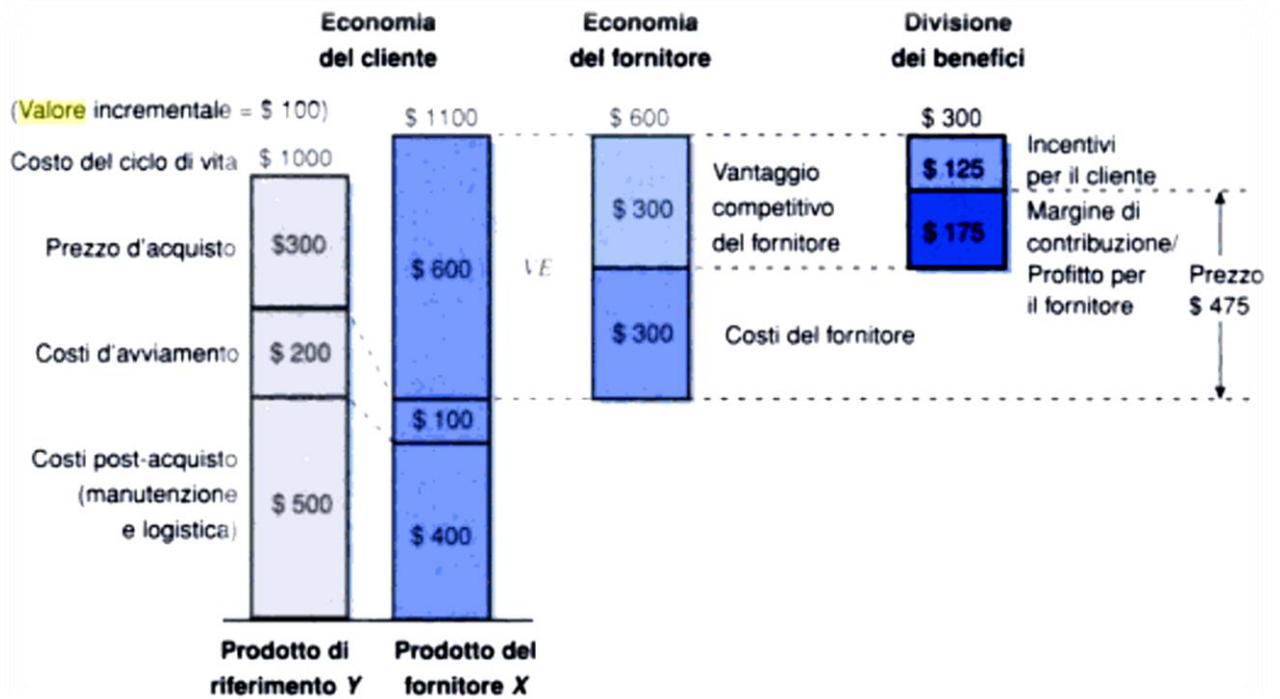 Economia
del cliente
Economia
del fornitore
Divisione
dei benefici
(Valore incrementale = $ 100)
$ 1100
$ 600
$ 300
Costo del ciclo di vita
$ 1000
Prezzo d'acquisto
$300
Costi d'avviamento
$ 200
Costi post-acquisto
(manutenzione
e logistica)
$ 500
$ 600
$ 100
$ 400
VE
$ 300
$ 300
Vantaggio
competitivo
del fornitore
Costi del fornitore
$ 125
$ 175
Incentivi
per il cliente
Margine di
contribuzione/
Profitto per
il fornitore
Prezzo
$ 475
Prodotto di
riferimento Y
Prodotto del
fornitore X